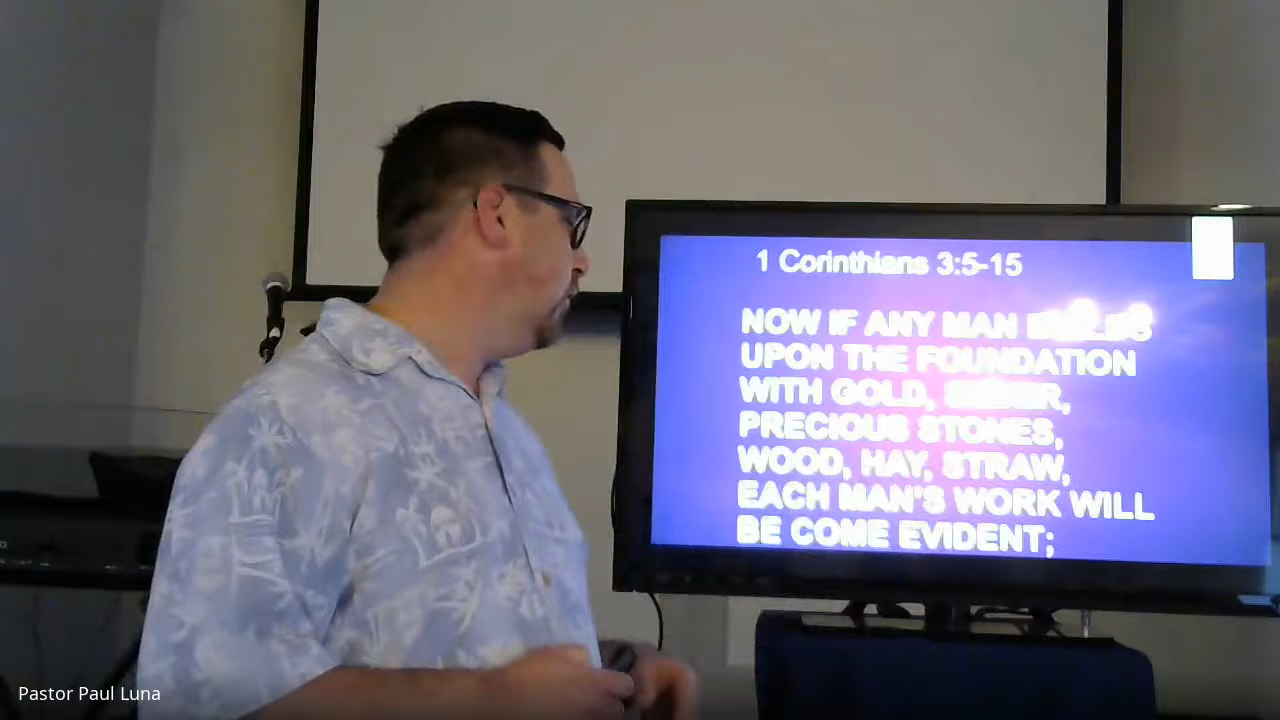 1 Corinthians 3:5-15
NOW IF ANY MAN
UPON THE FOUNDATION
WITH GOLD,
PRECIOUS STONES,
WOOD, HAY, STRAW,
EACH MAN'S WORK WILL
BE COME EVIDENT;
Pastor Paul Luna